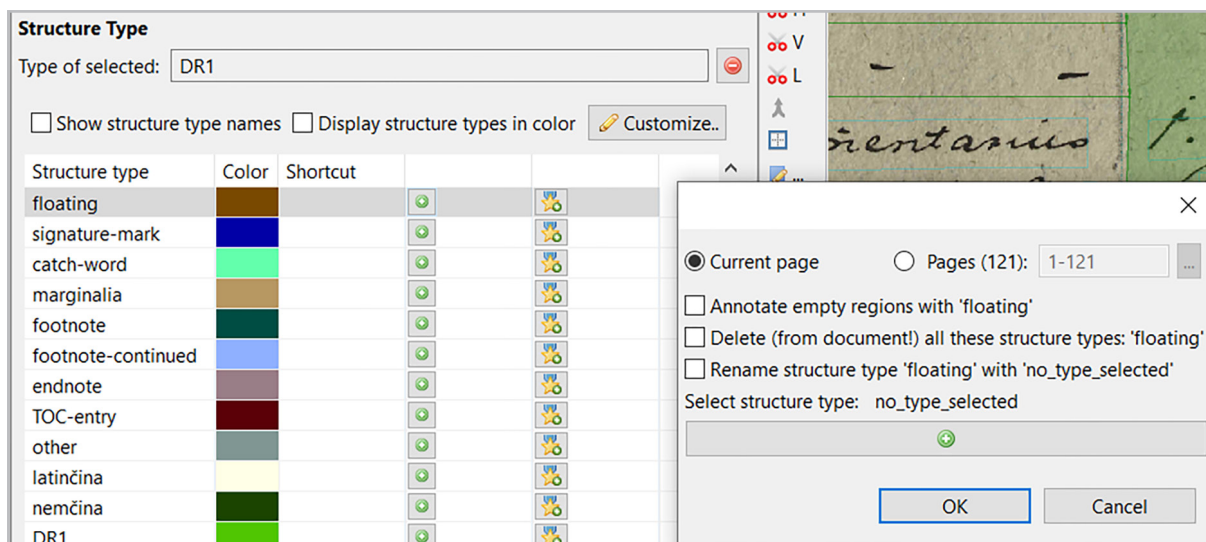 Structure Type
Type of selected: DR1
Show structure type names Display structure types in color Customize..
Structure type Color Shortcut
floating
signature-mark
catch-word
marginalia
footnote
footnote-continued
endnote
TOC-entry
other
latinčina
nemčina
DR1
V
L
...
Current page Pages (121): 1-121 ...
Annotate empty regions with 'floating'
Delete (from document!) all these structure types: 'floating'
Rename structure type 'floating' with 'no_type_selected'
Select structure type: no_type_selected
OK Cancel